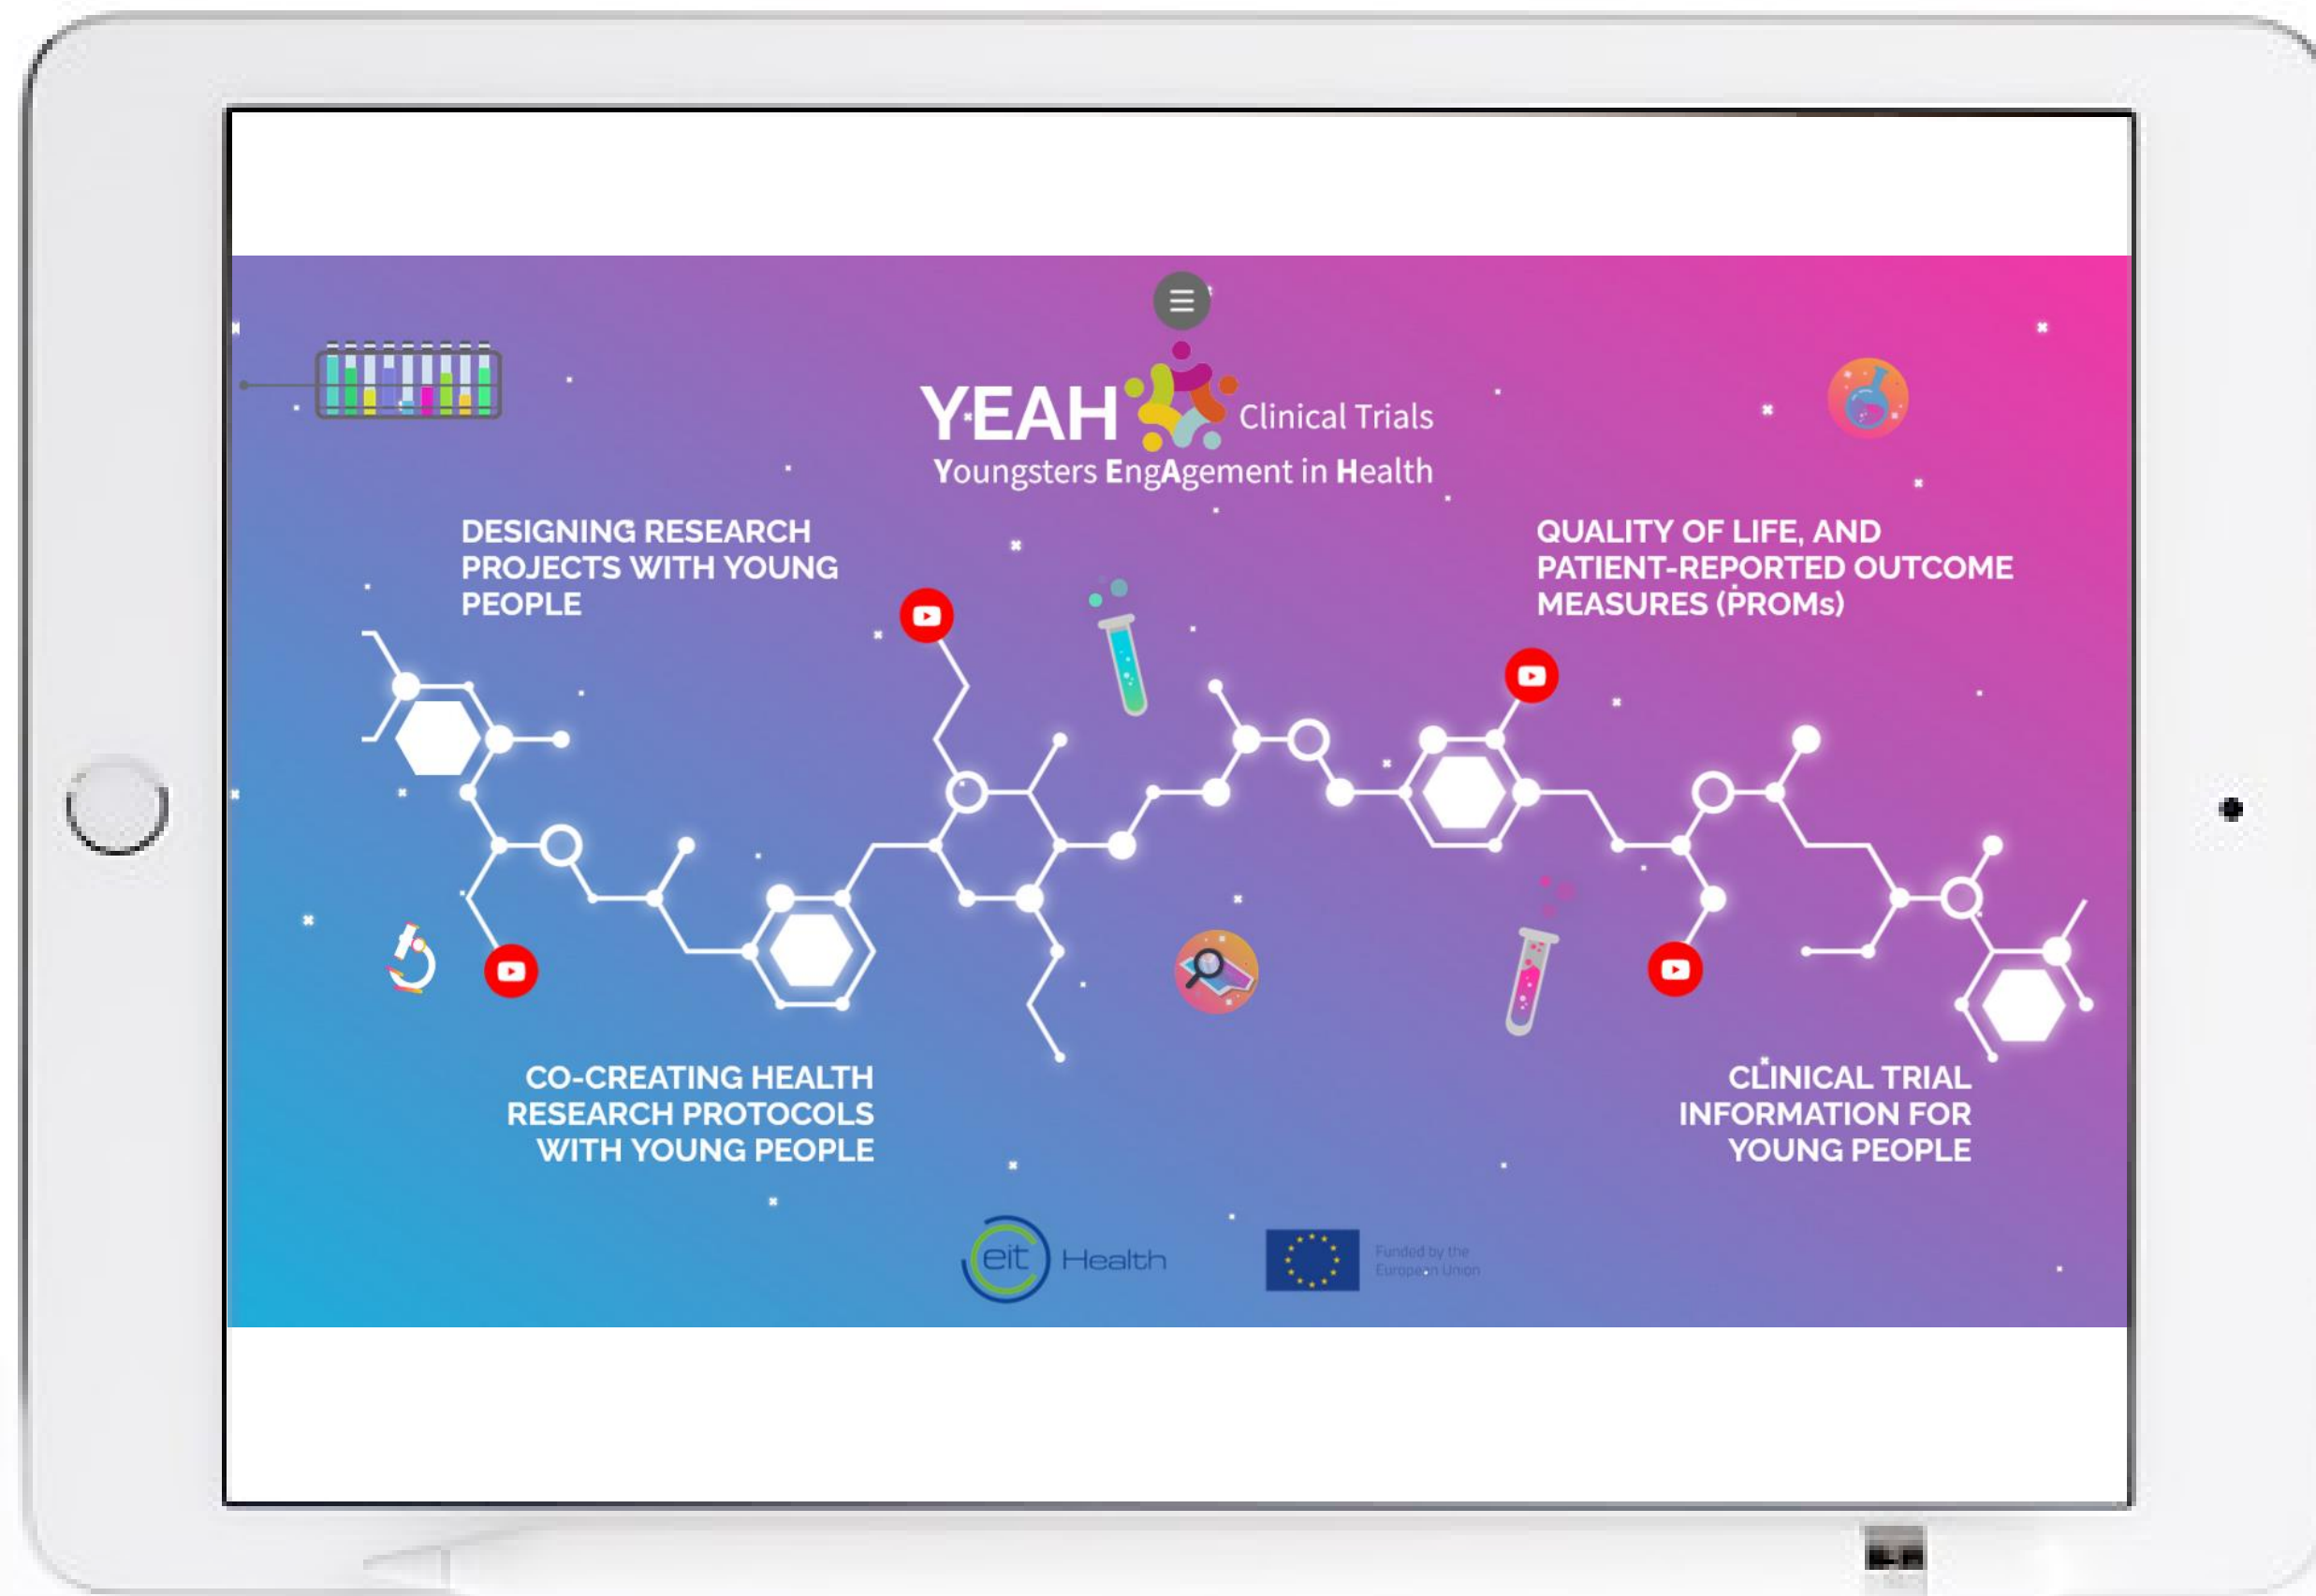 YEAH Clinical Trials
Youngsters EngAgement in Health
DESIGNING RESEARCH
PROJECTS WITH YOUNG
PEOPLE
QUALITY OF LIFE, AND
PATIENT-REPORTED OUTCOME
MEASURES (PROMs)
CO-CREATING HEALTH
RESEARCH PROTOCOLS
WITH YOUNG PEOPLE
CLINICAL TRIAL
INFORMATION FOR
YOUNG PEOPLE
eit Health
Funded by the
European Union